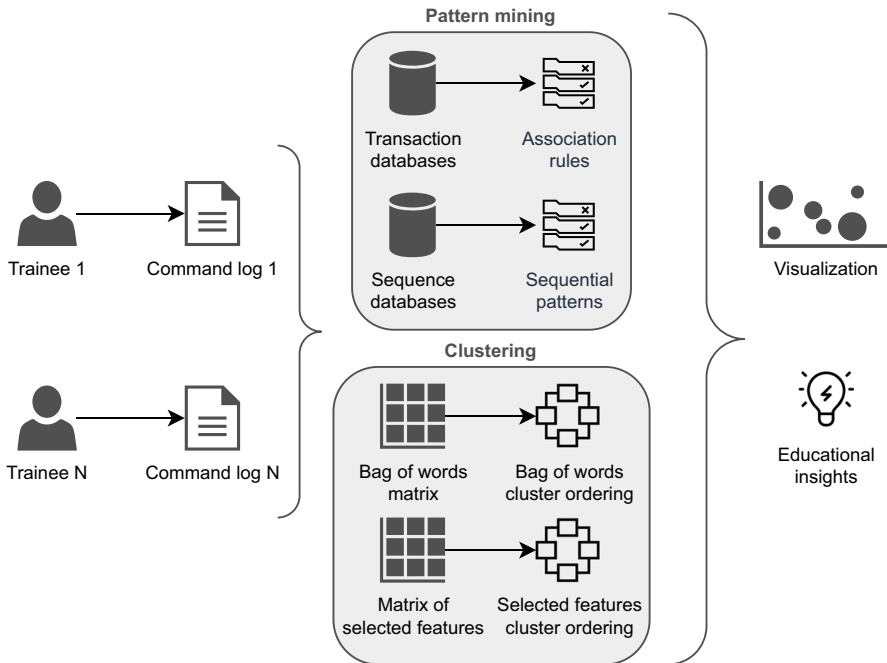 Pattern mining
Transaction
databases
Association
rules
Sequence
databases
Sequential
patterns
Trainee 1
Command log 1
Trainee N
Command log N
Clustering
Bag of words
matrix
Bag of words
cluster ordering
Matrix of
selected features
Selected features
cluster ordering
Visualization
Educational
insights